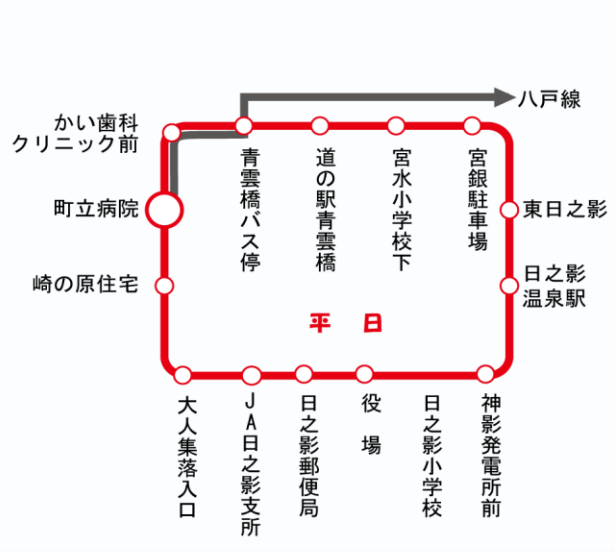 八戸線
かい歯科
クリニック前
青雲橋バス停
道の駅青雲橋
宮水小学校下
宮銀駐車場
町立病院
東日之影
崎の原住宅
日之影
温泉駅
平日
大人集落入口
JA日之影支所
日之影郵便局
役場
日之影小学校
神影発電所前